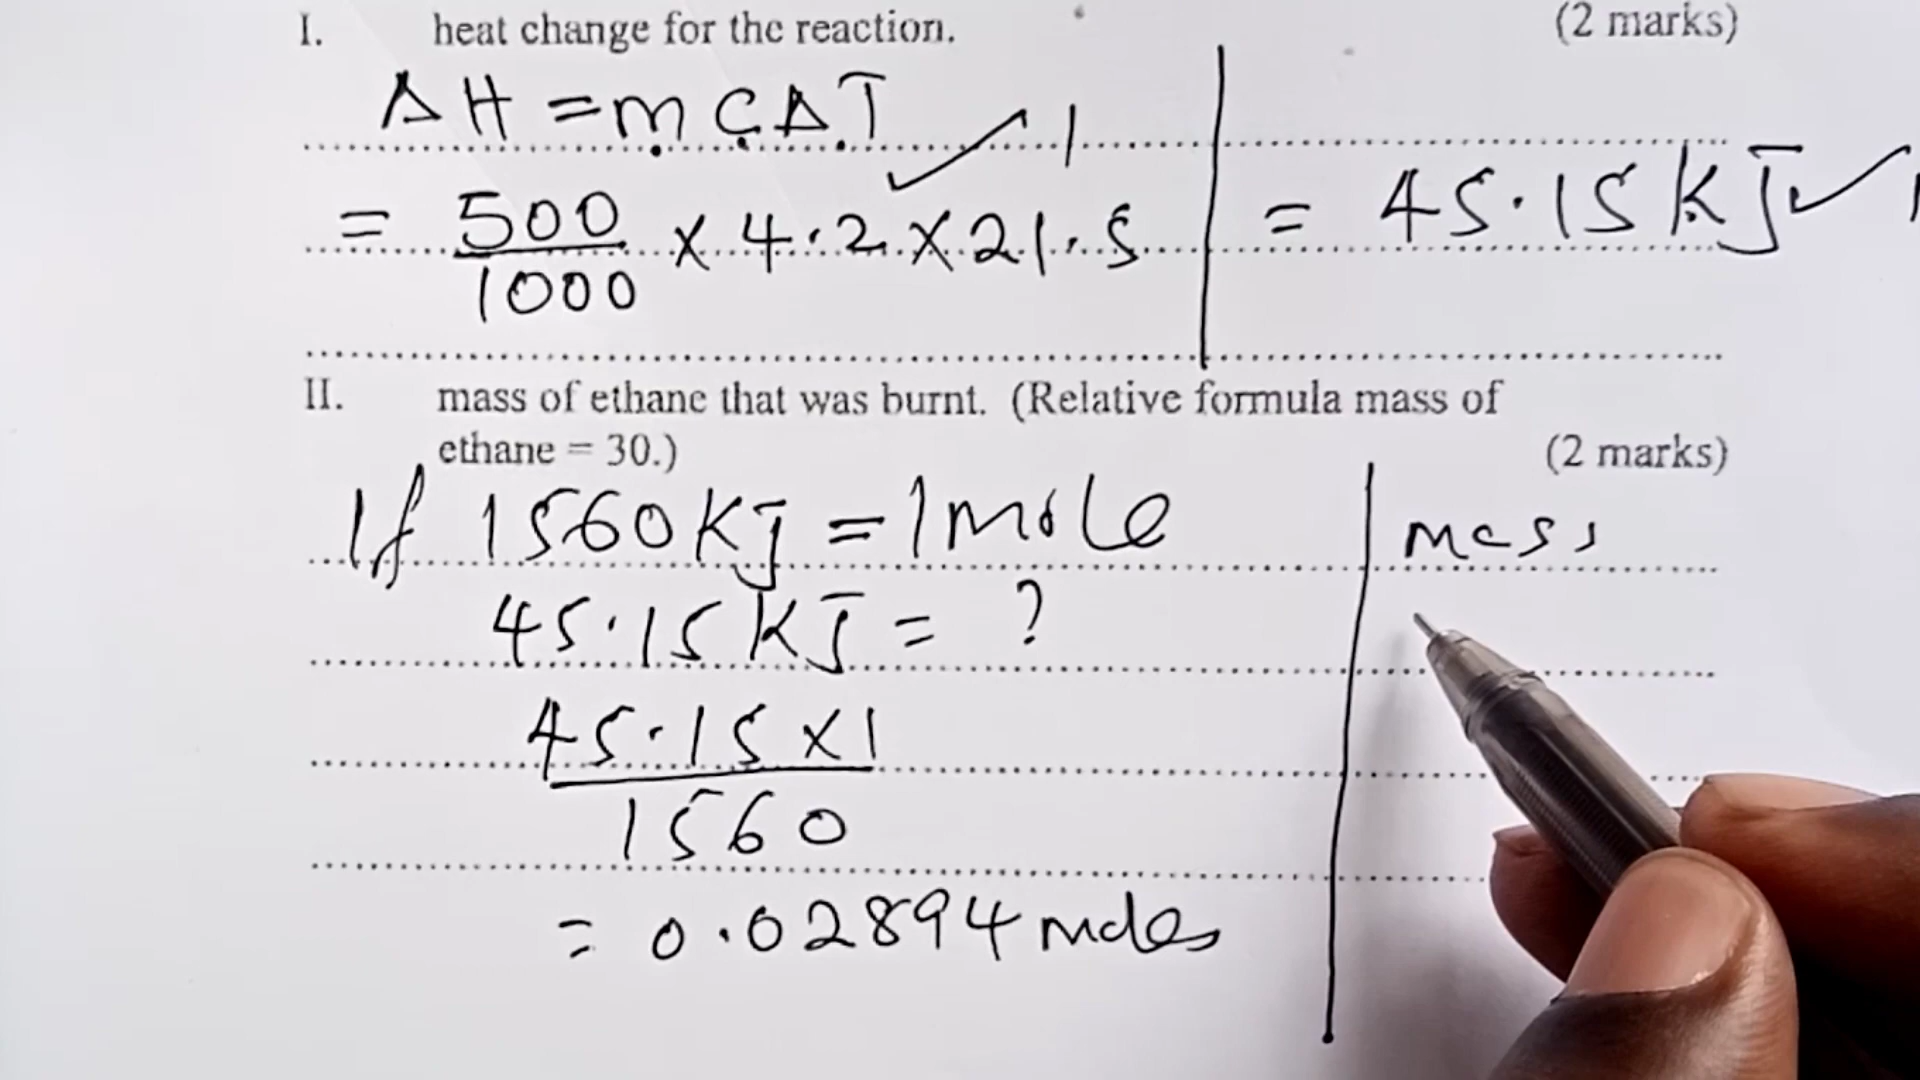 I. heat change for the reaction. (2 marks)
ΔH = mCΔT ✓ 1
= 500/1000 × 4.2 × 21.5
= 45.15 KJ ✓ 1
II. mass of ethane that was burnt. (Relative formula mass of
ethane = 30.) (2 marks)
If 1560 KJ = 1 mole
45.15 KJ = ?
45.15 × 1
1560
= 0.02894 moles
mass